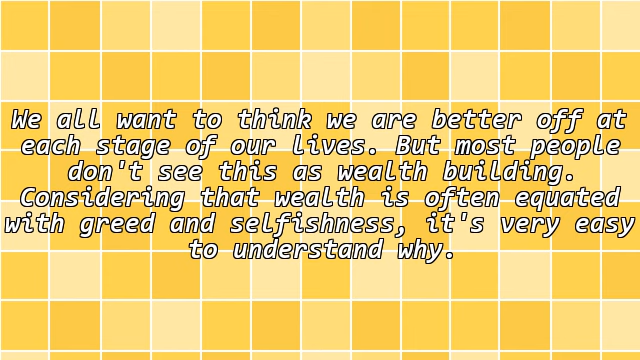 We all want to think we are better off at
each stage of our lives. But most people
don't see this as wealth building.
Considering that wealth is often equated
with greed and selfishness, it's very easy
to understand why.